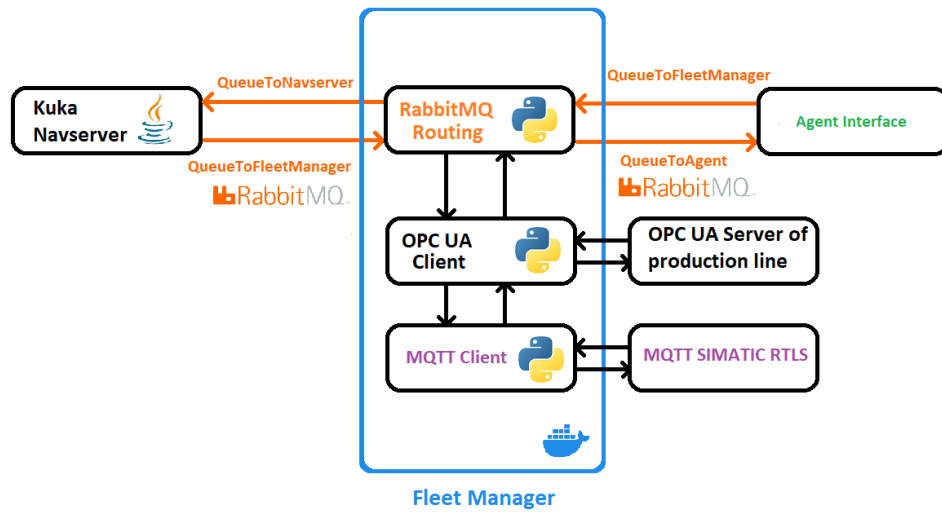 QueueToNavserver
QueueToFleetManager
Kuka
Navserver
RabbitMQ
Routing
Agent Interface
QueueToFleetManager
RabbitMQ
QueueToAgent
RabbitMQ
OPC UA
Client
OPC UA Server of
production line
MQTT Client
MQTT SIMATIC RTLS
Fleet Manager